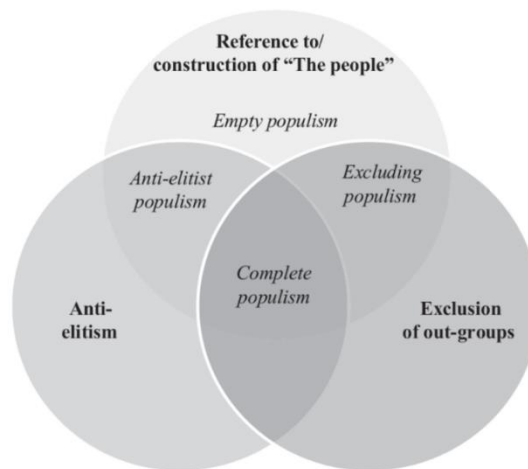 Reference to/
construction of “The people”
Empty populism
Anti-elitist
populism
Excluding
populism
Complete
populism
Anti-
elitism
Exclusion
of out-groups